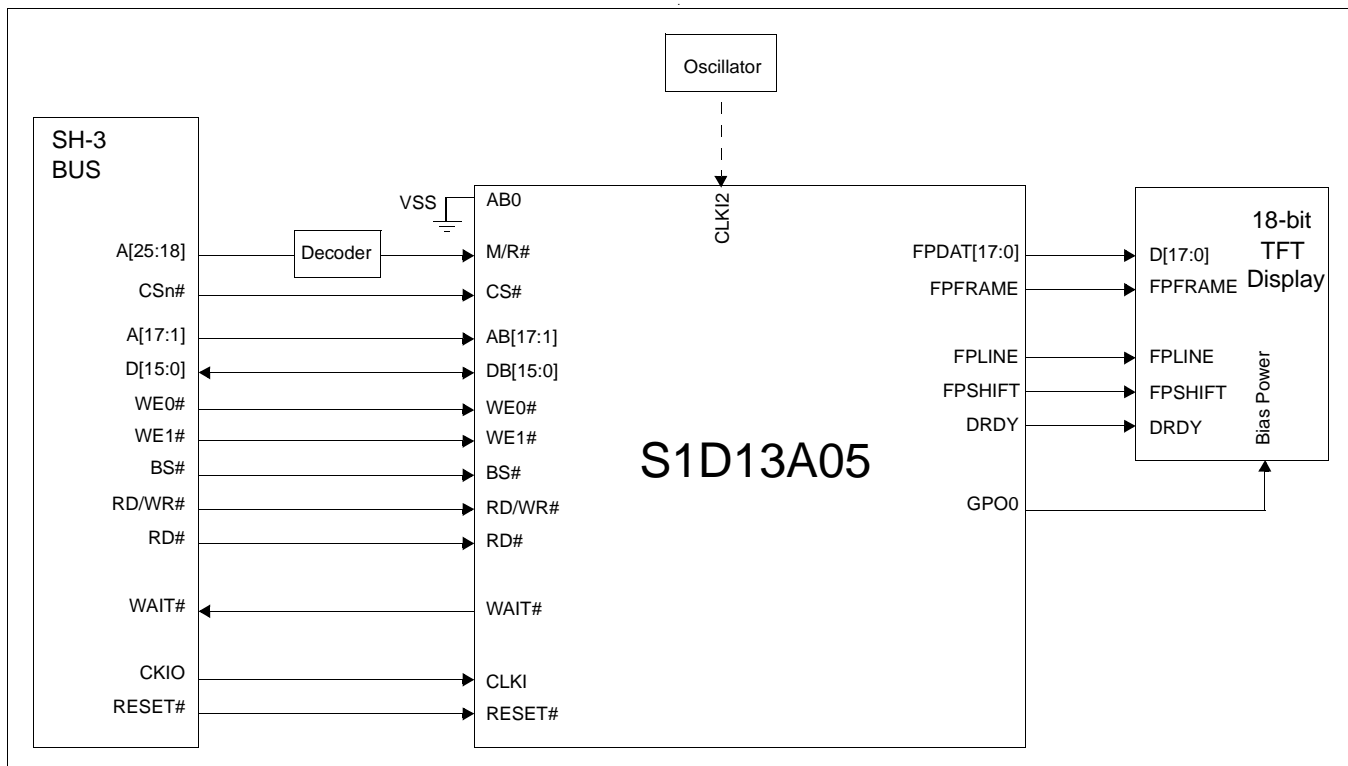 Oscillator
SH-3
BUS
VSS
AB0
CLKI2
18-bit
TFT
Display
A[25:18]
Decoder
M/R#
FPDAT[17:0]
D[17:0]
CSn#
CS#
FPFRAME
FPFRAME
A[17:1]
AB[17:1]
D[15:0]
DB[15:0]
FPLINE
FPLINE
WE0#
WE0#
FPSHIFT
FPSHIFT
WE1#
WE1#
DRDY
DRDY
Bias Power
BS#
BS#
S1D13A05
RD/WR#
RD/WR#
GPO0
RD#
RD#
WAIT#
WAIT#
CKIO
CLKI
RESET#
RESET#